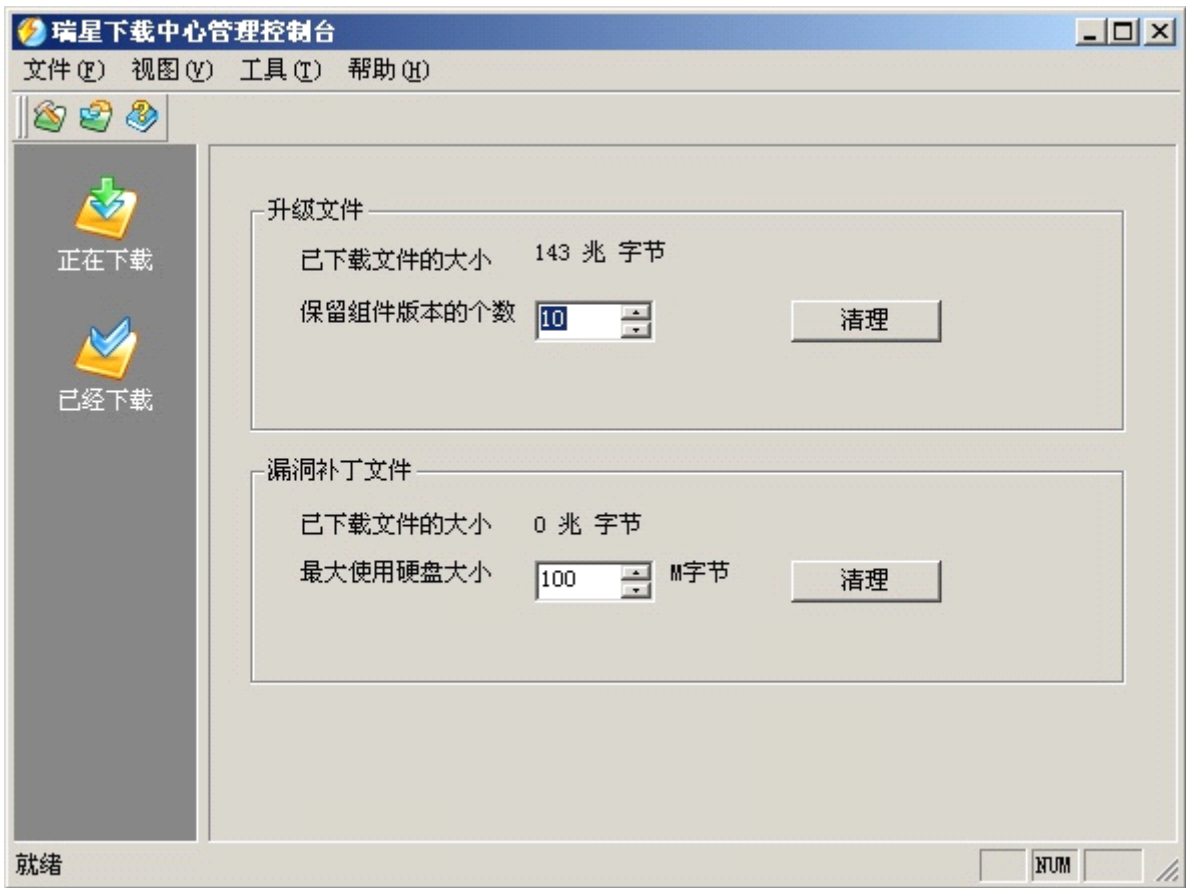 瑞星下载中心管理控制台
文件(F) 视图(V) 工具(T) 帮助(H)
正在下载
已经下载
升级文件
已下载文件的大小 143 兆 字节
保留组件版本的个数 10 清理
漏洞补丁文件
已下载文件的大小 0 兆 字节
最大使用硬盘大小 100 M字节 清理
就绪 NUM